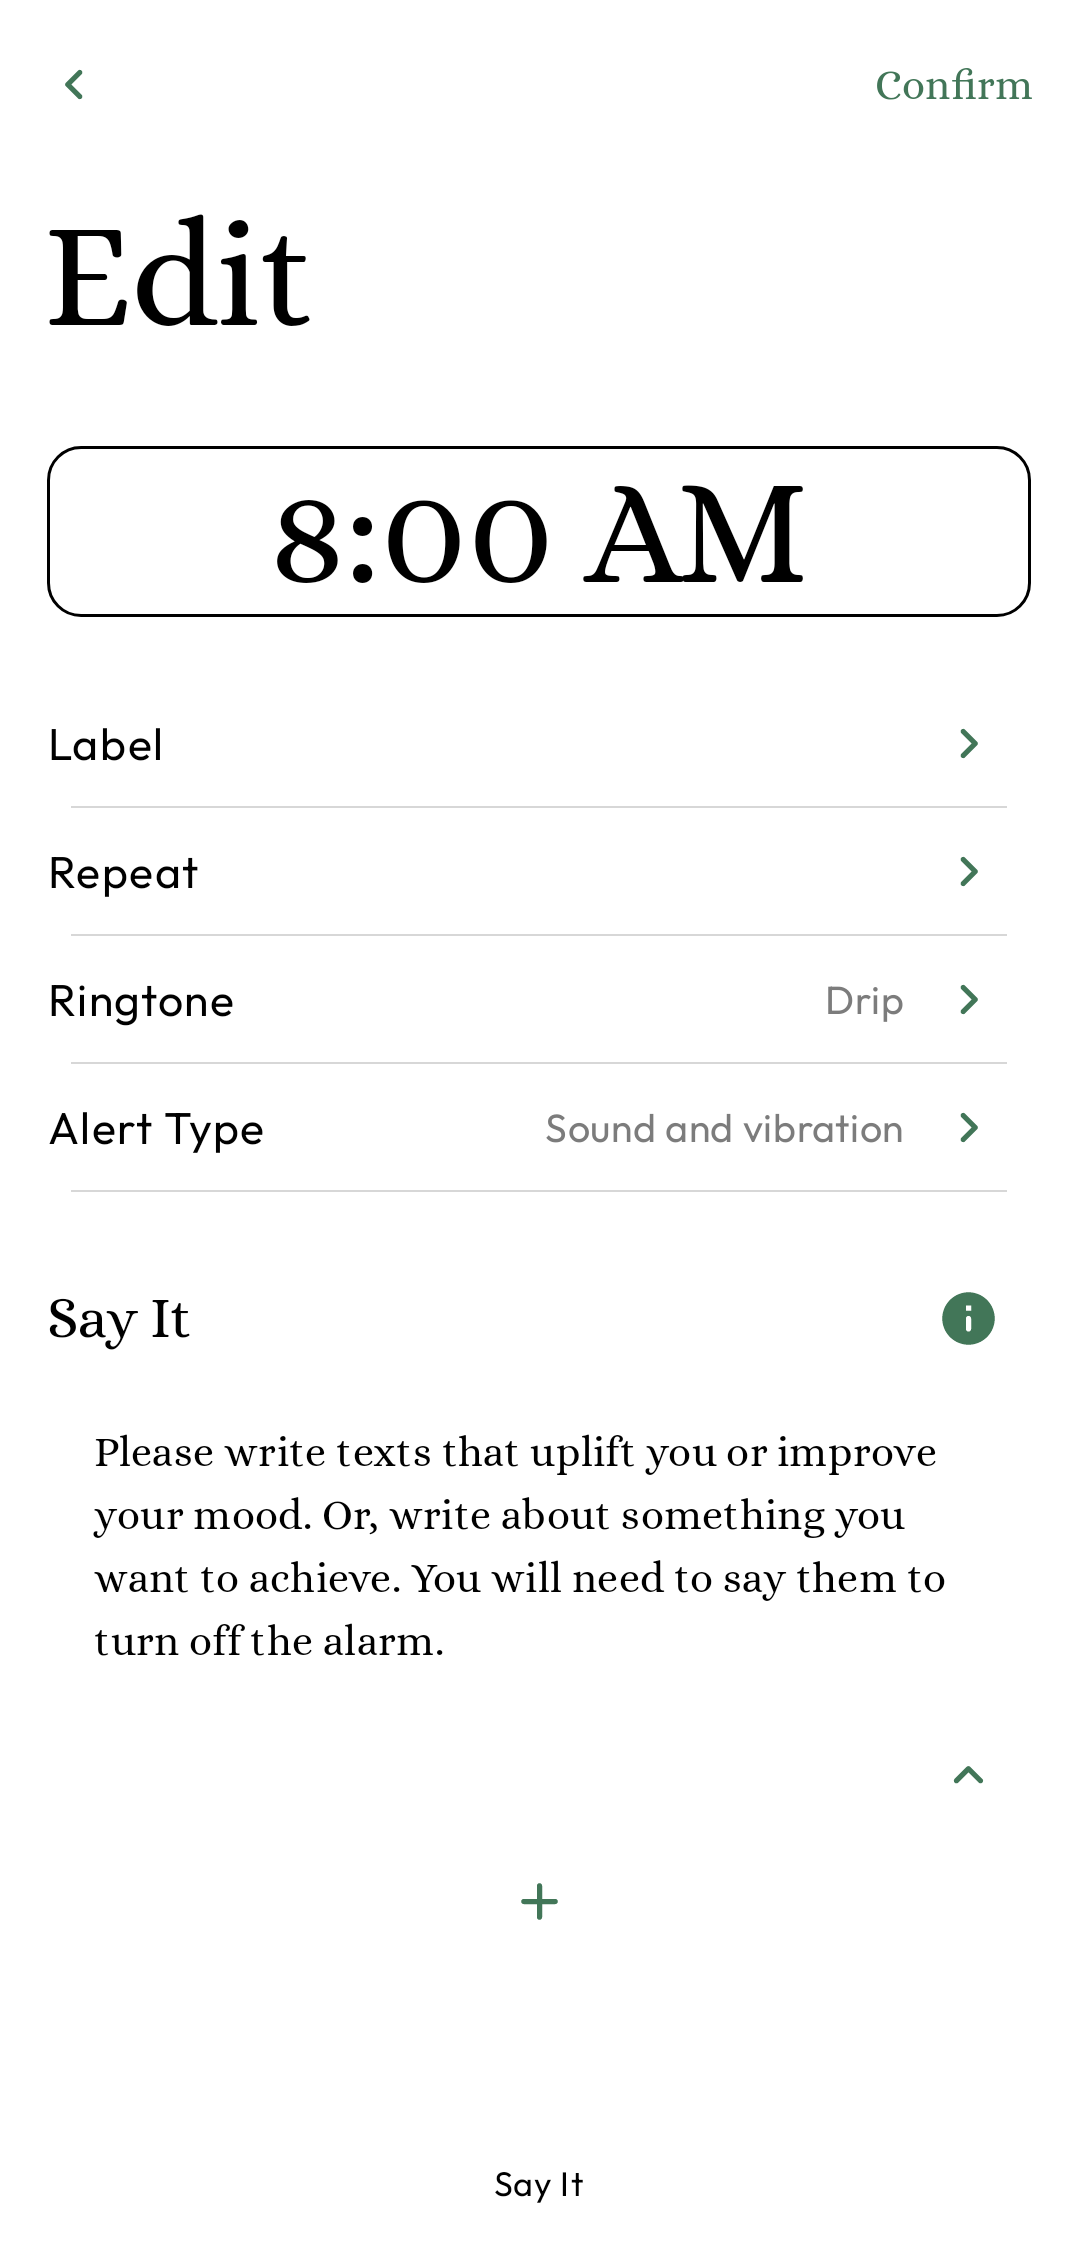 Confirm
Edit
8:00 AM
Label
Repeat
Ringtone Drip
Alert Type Sound and vibration
Say It
Please write texts that uplift you or improve
your mood. Or, write about something you
want to achieve. You will need to say them to
turn off the alarm.
Say It